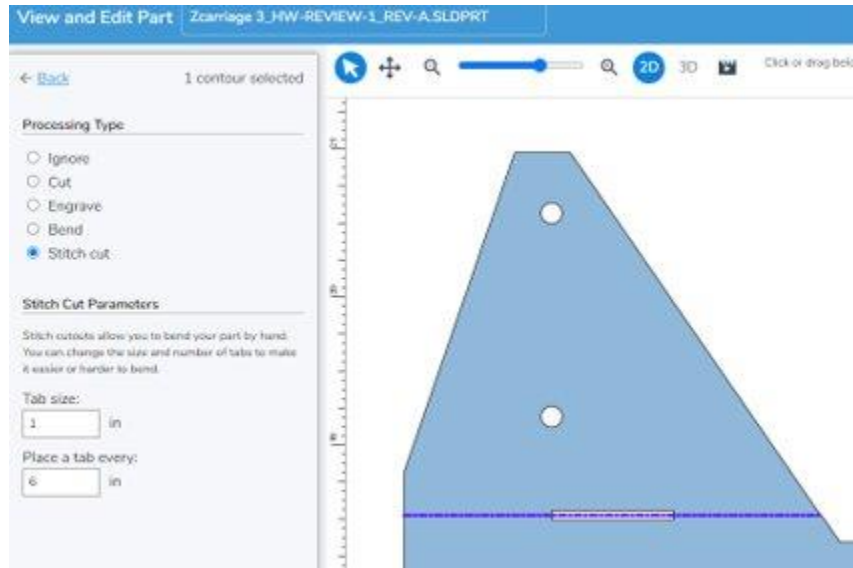 View and Edit Part
Zcarriage 3_HW-REVIEW-1_REV-A.SLDPRT
← Back
1 contour selected
2D
3D
Click or drag belo
Processing Type
Ignore
Cut
Engrave
Bend
Stitch cut
Stitch Cut Parameters
Stitch cutouts allow you to bend your part by hand.
You can change the size and number of tabs to make
it easier or harder to bend.
Tab size:
1 in
Place a tab every:
6 in